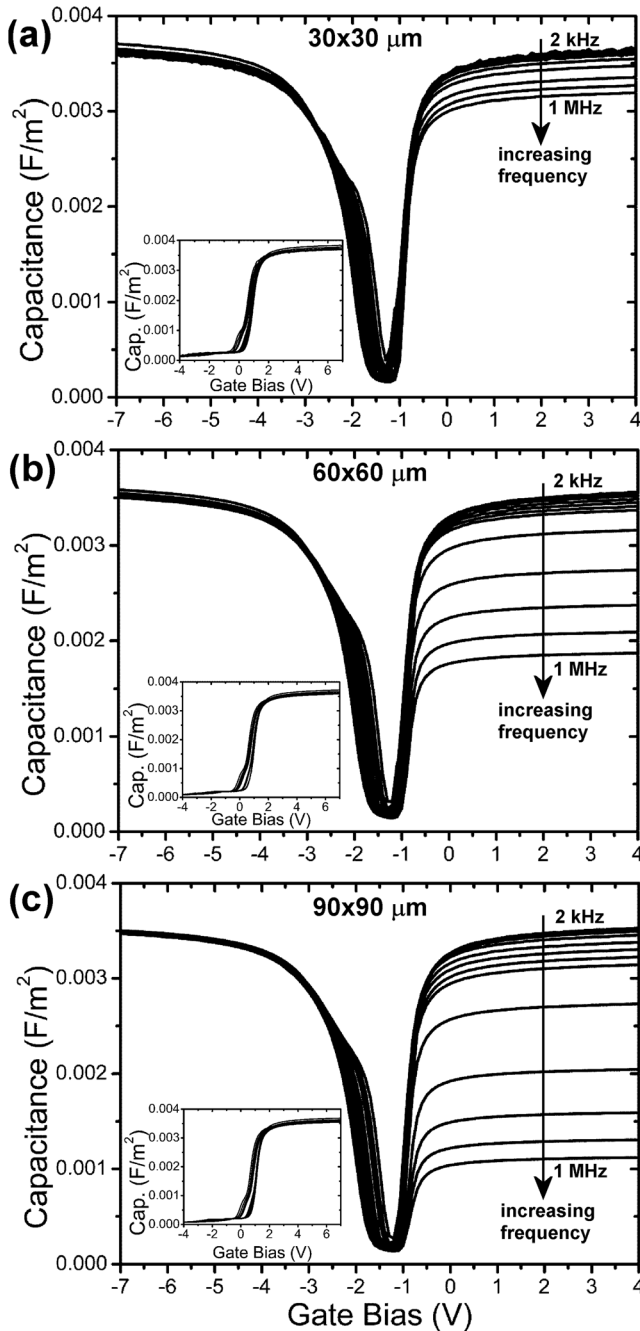 (a)
30x30 μm
2 kHz
1 MHz
increasing
frequency
Capacitance (F/m²)
0.004
0.003
0.002
0.001
0.000
-7 -6 -5 -4 -3 -2 -1 0 1 2 3 4
Cap. (F/m²)
0.004
0.003
0.002
0.001
0.000
-4 -2 0 2 4 6
Gate Bias (V)
(b)
60x60 μm
2 kHz
1 MHz
increasing
frequency
Capacitance (F/m²)
0.004
0.003
0.002
0.001
0.000
-7 -6 -5 -4 -3 -2 -1 0 1 2 3 4
Cap. (F/m²)
0.004
0.003
0.002
0.001
0.000
-4 -2 0 2 4 6
Gate Bias (V)
(c)
90x90 μm
2 kHz
1 MHz
increasing
frequency
Capacitance (F/m²)
0.004
0.003
0.002
0.001
0.000
-7 -6 -5 -4 -3 -2 -1 0 1 2 3 4
Cap. (F/m²)
0.004
0.003
0.002
0.001
0.000
-4 -2 0 2 4 6
Gate Bias (V)
Gate Bias (V)